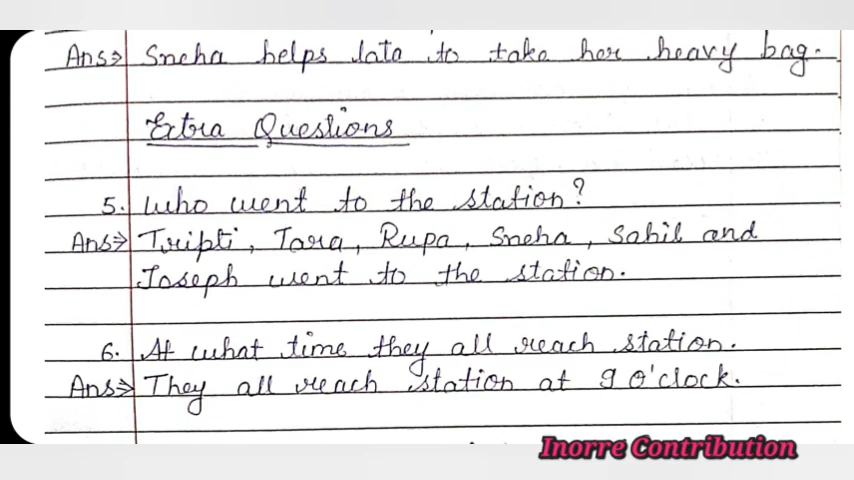 Ans⇒ Sneha helps lata to take her heavy bag.
Extra Questions
5. Who went to the station?
Ans⇒ Tripti, Tara, Rupa, Sneha, Sahil and
Joseph went to the station.
6. At what time they all reach station.
Ans⇒ They all reach station at 9 O'clock.
Inorre Contribution